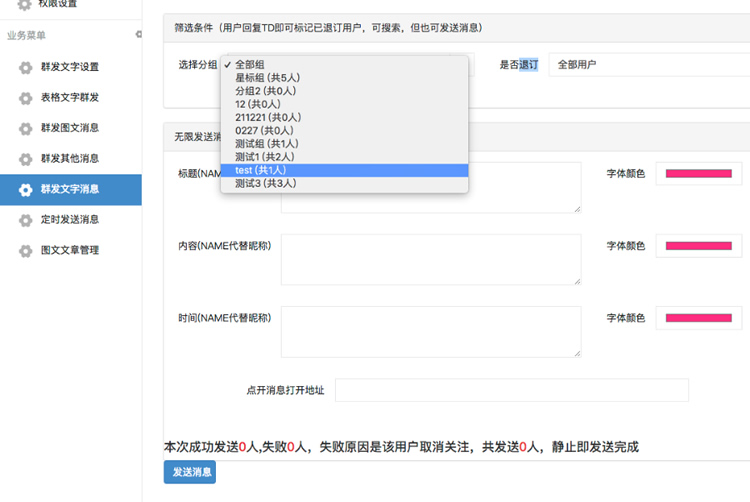 权限设置
业务菜单
群发文字设置
表格文字群发
群发图文消息
群发其他消息
群发文字消息
定时发送消息
图文文章管理
筛选条件（用户回复TD即可标记已退订用户，可搜索，但也可发送消息）
选择分组
✓ 全部组
星标组 (共5人)
分组2 (共0人)
12 (共0人)
211221 (共0人)
0227 (共0人)
测试组 (共1人)
测试1 (共2人)
test (共1人)
测试3 (共3人)
是否退订
全部用户
无限发送消
标题(NAM
字体颜色
内容(NAME代替昵称)
字体颜色
时间(NAME代替昵称)
字体颜色
点开消息打开地址
本次成功发送0人,失败0人，失败原因是该用户取消关注，共发送0人，静止即发送完成
发送消息